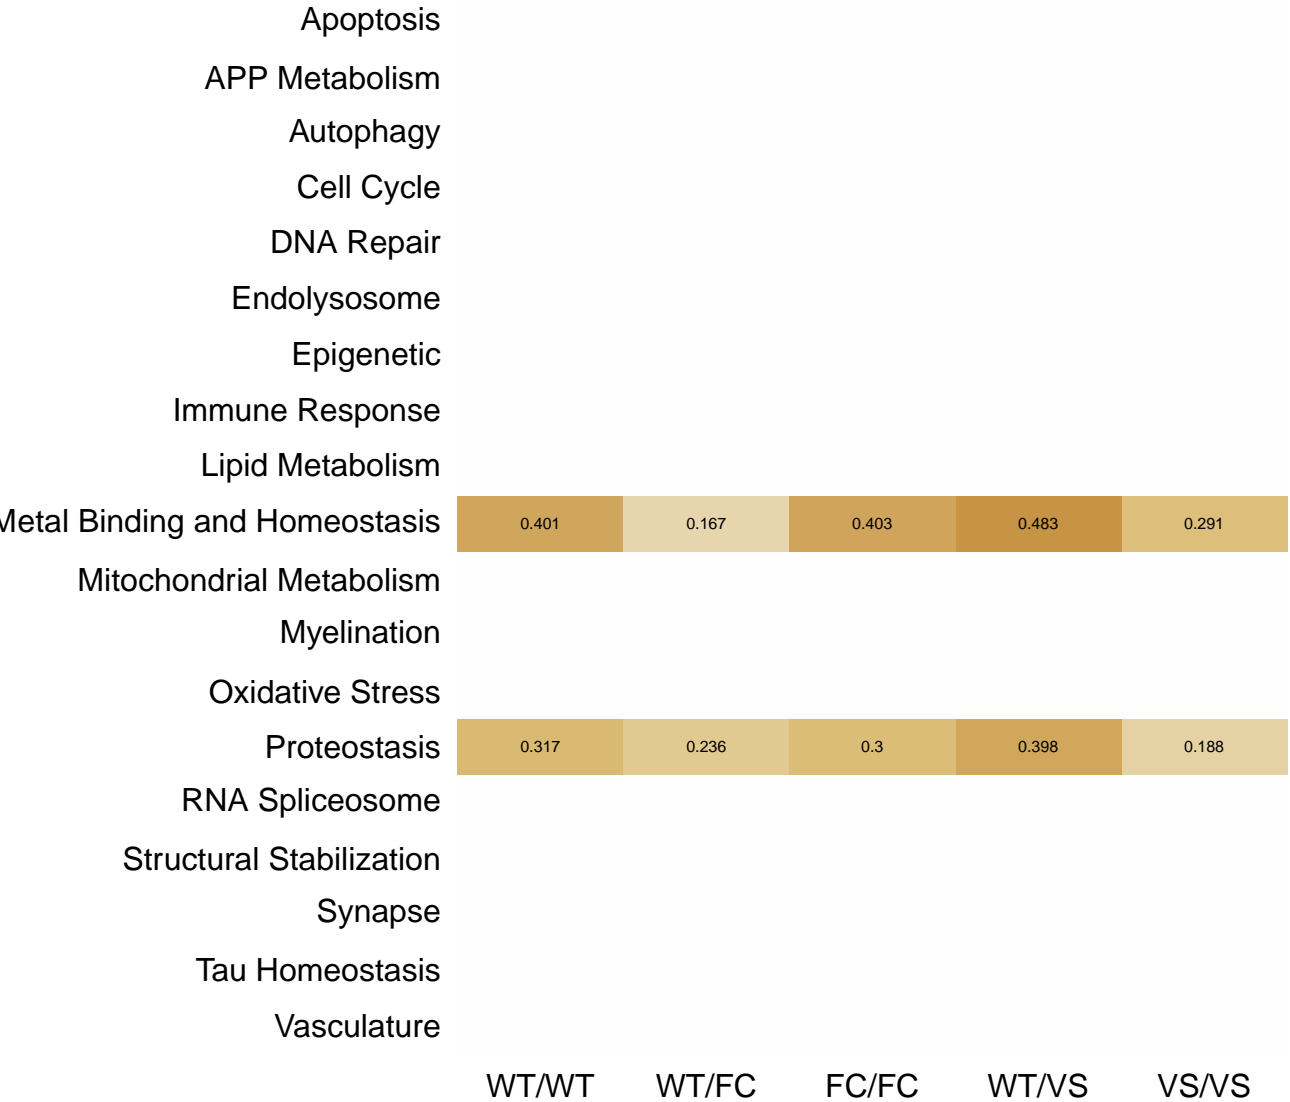 Apoptosis
APP Metabolism
Autophagy
Cell Cycle
DNA Repair
Endolysosome
Epigenetic
Immune Response
Lipid Metabolism
Metal Binding and Homeostasis 0.401 0.167 0.403 0.483 0.291
Mitochondrial Metabolism
Myelination
Oxidative Stress
Proteostasis 0.317 0.236 0.3 0.398 0.188
RNA Spliceosome
Structural Stabilization
Synapse
Tau Homeostasis
Vasculature
WT/WT WT/FC FC/FC WT/VS VS/VS